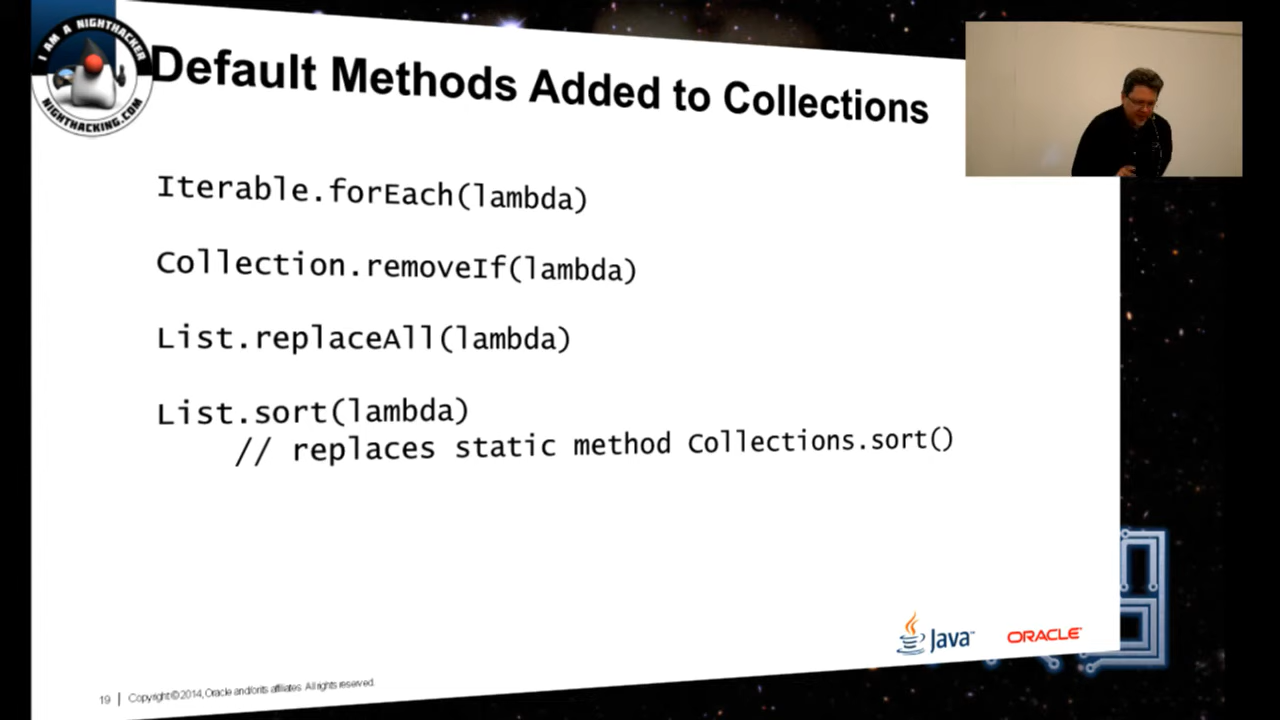 I AM A NIGHTHACKER
NIGHTHACKING.COM
Default Methods Added to Collections
Iterable.forEach(lambda)
Collection.removeIf(lambda)
List.replaceAll(lambda)
List.sort(lambda)
// replaces static method Collections.sort()
Java™
ORACLE
19 | Copyright © 2014, Oracle and/or its affiliates. All rights reserved.